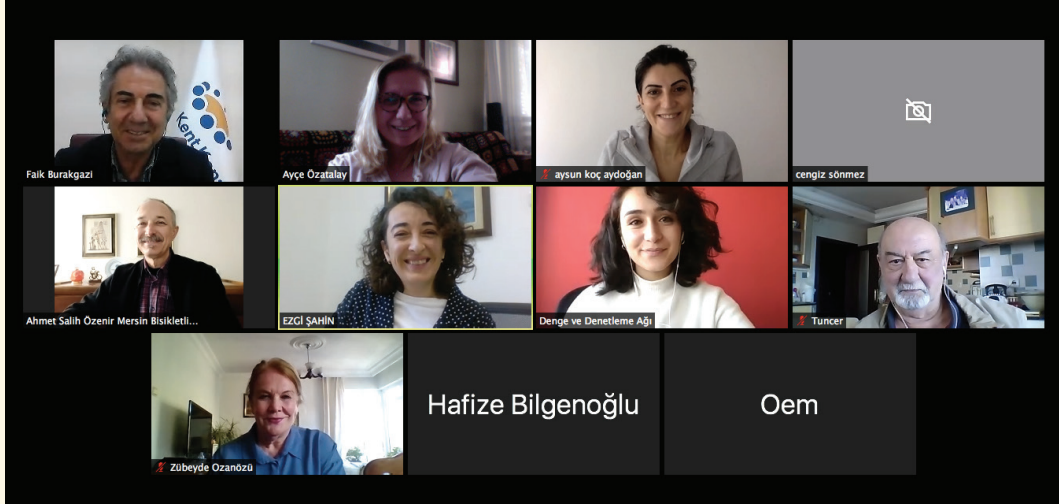 Kent K
Faik Burakgazi
Ayçe Özatalay
aysun koç aydoğan
cengiz sönmez
Ahmet Salih Özenir Mersin Bisikletli...
EZGİ ŞAHİN
Denge ve Denetleme Ağı
Tuncer
Zübeyde Ozanözü
Hafize Bilgenoğlu
Oem